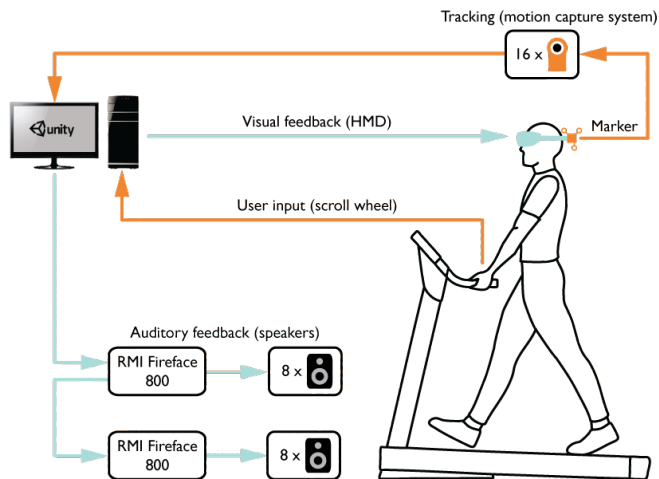 Tracking (motion capture system)
16 x
unity
Visual feedback (HMD)
Marker
User input (scroll wheel)
Auditory feedback (speakers)
RMI Fireface
800
8 x
RMI Fireface
800
8 x